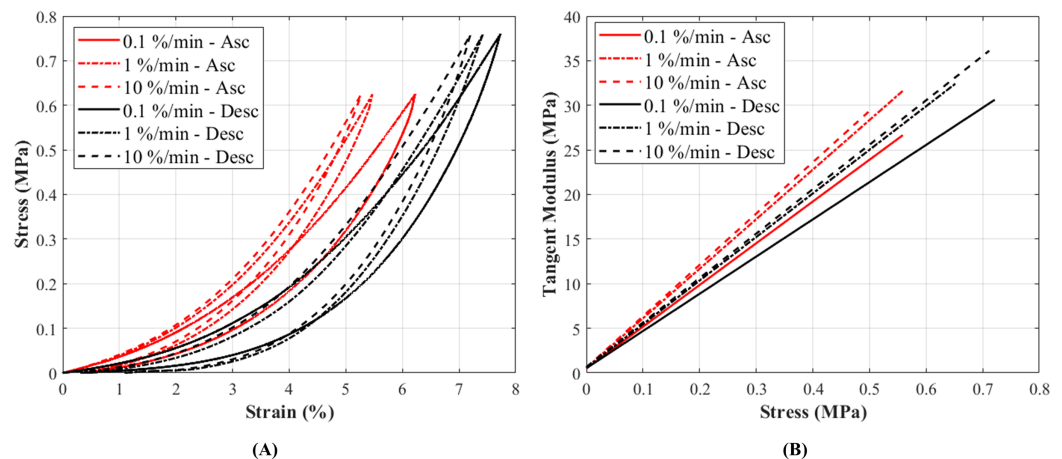 0.8
0.7
0.6
0.5
0.4
0.3
0.2
0.1
0
Stress (MPa)
0.1 %/min - Asc
1 %/min - Asc
10 %/min - Asc
0.1 %/min - Desc
1 %/min - Desc
10 %/min - Desc
0 1 2 3 4 5 6 7 8
Strain (%)
(A)
40
35
30
25
20
15
10
5
0
Tangent Modulus (MPa)
0.1 %/min - Asc
1 %/min - Asc
10 %/min - Asc
0.1 %/min - Desc
1 %/min - Desc
10 %/min - Desc
0 0.1 0.2 0.3 0.4 0.5 0.6 0.7 0.8
Stress (MPa)
(B)